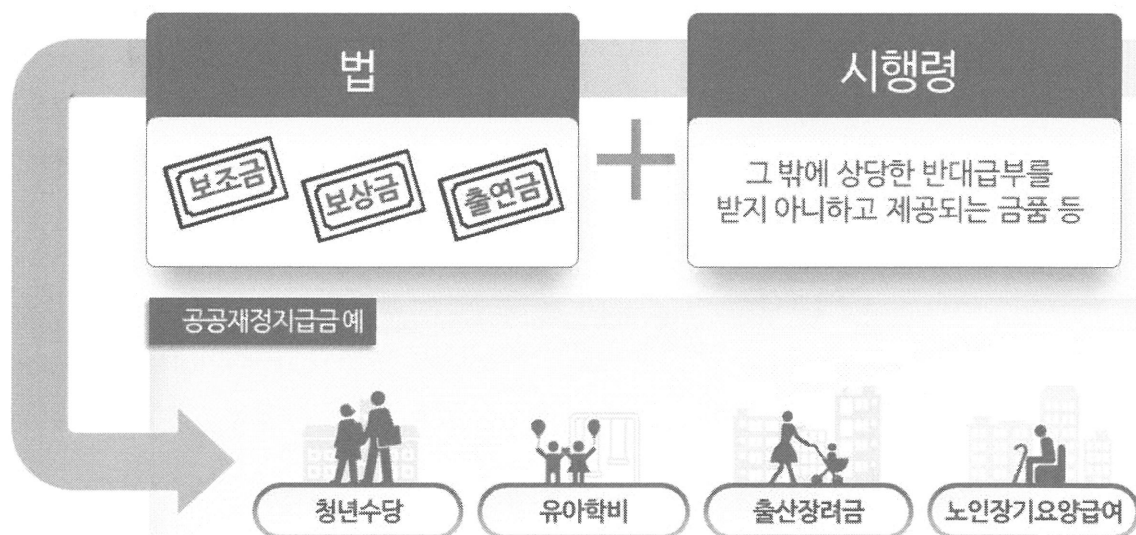 법
시행령
보조금
보상금
출연금
그 밖에 상당한 반대급부를
받지 아니하고 제공되는 금품 등
공공재정지급금 예
청년수당
유아학비
출산장려금
노인장기요양급여